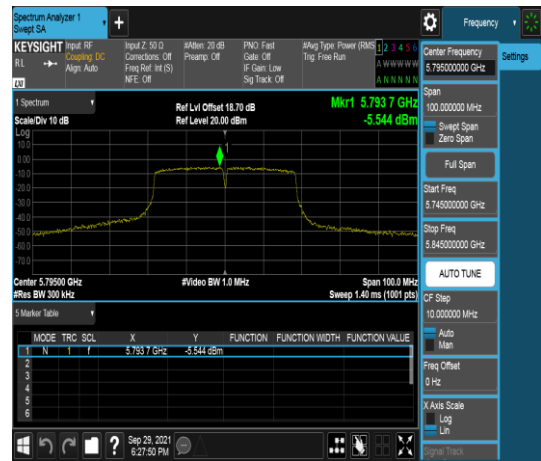 Spectrum Analyzer 1
Swept SA
+
Frequency
KEYSIGHT
Input: RF
Input Z: 50 Ω
#Atten: 20 dB
PNO: Fast
#Avg Type: Power (RMS
1 2 3 4 5 6
RL
Coupling: DC
Corrections: Off
Preamp: Off
Gate: Off
Trig: Free Run
A W W W W W
Align: Auto
Freq Ref: Int (S)
IF Gain: Low
NFE: Off
Sig Track: Off
A N N N N N
LXI
Center Frequency
5.795000000 GHz
Settings
Span
100.000000 MHz
Swept Span
Zero Span
Full Span
Start Freq
5.745000000 GHz
Stop Freq
5.845000000 GHz
AUTO TUNE
CF Step
10.000000 MHz
Auto
Man
Freq Offset
0 Hz
X Axis Scale
Log
Lin
Signal Track
1 Spectrum
Ref Lvl Offset 18.70 dB
Mkr1 5.793 7 GHz
Scale/Div 10 dB
Ref Level 20.00 dBm
-5.544 dBm
Log
10.0
0.00
-10.0
-20.0
-30.0
-40.0
-50.0
-60.0
-70.0
1
Center 5.79500 GHz
#Video BW 1.0 MHz
Span 100.0 MHz
#Res BW 300 kHz
Sweep 1.40 ms (1001 pts)
5 Marker Table
MODE TRC SCL X Y FUNCTION FUNCTION WIDTH FUNCTION VALUE
1 N 1 f 5.793 7 GHz -5.544 dBm
2
3
4
5
6
?
Sep 29, 2021
6:27:50 PM